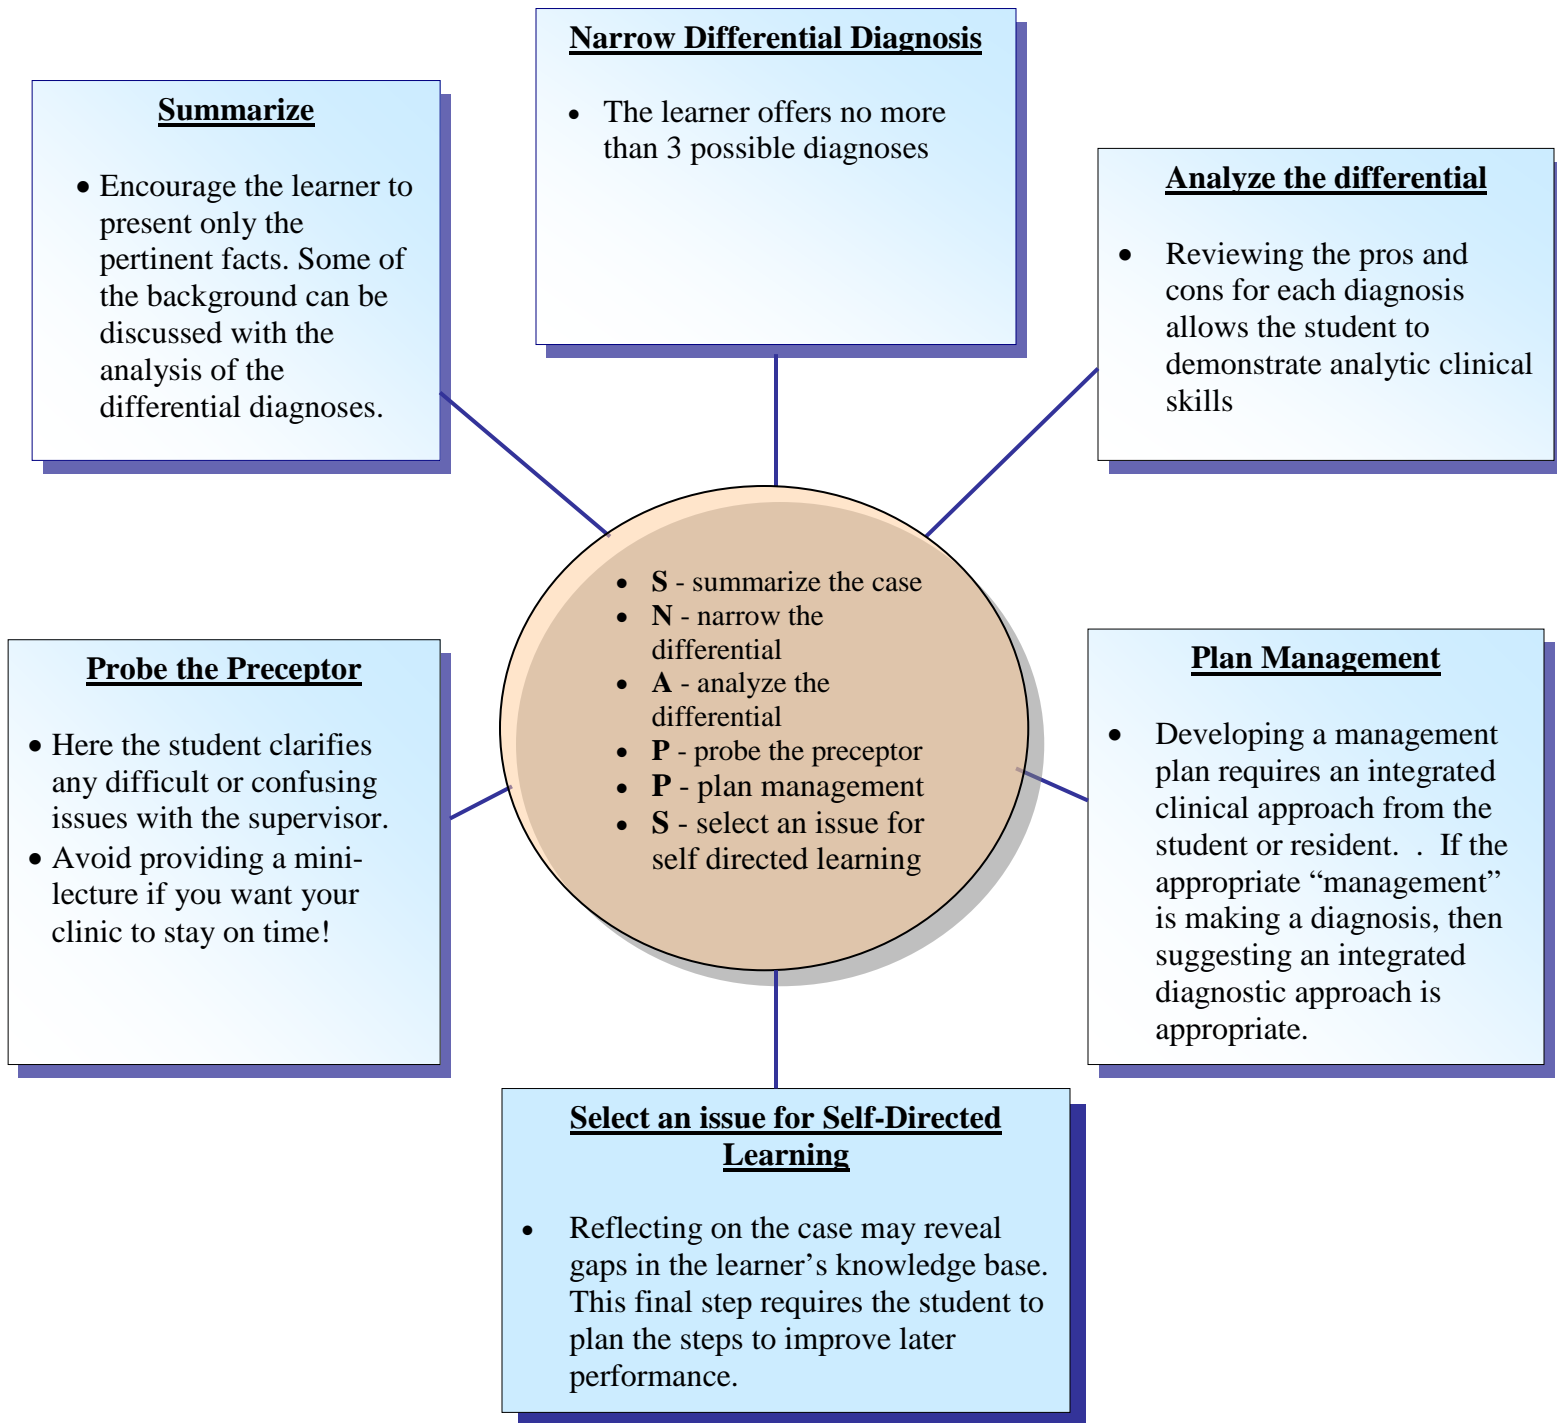 Narrow Differential Diagnosis
• The learner offers no more
than 3 possible diagnoses
Summarize
• Encourage the learner to
present only the
pertinent facts. Some of
the background can be
discussed with the
analysis of the
differential diagnoses.
Analyze the differential
• Reviewing the pros and
cons for each diagnosis
allows the student to
demonstrate analytic clinical
skills
• S - summarize the case
• N - narrow the
differential
• A - analyze the
differential
• P - probe the preceptor
• P - plan management
• S - select an issue for
self directed learning
Probe the Preceptor
• Here the student clarifies
any difficult or confusing
issues with the supervisor.
• Avoid providing a mini-
lecture if you want your
clinic to stay on time!
Plan Management
• Developing a management
plan requires an integrated
clinical approach from the
student or resident. . If the
appropriate “management”
is making a diagnosis, then
suggesting an integrated
diagnostic approach is
appropriate.
Select an issue for Self-Directed
Learning
• Reflecting on the case may reveal
gaps in the learner’s knowledge base.
This final step requires the student to
plan the steps to improve later
performance.